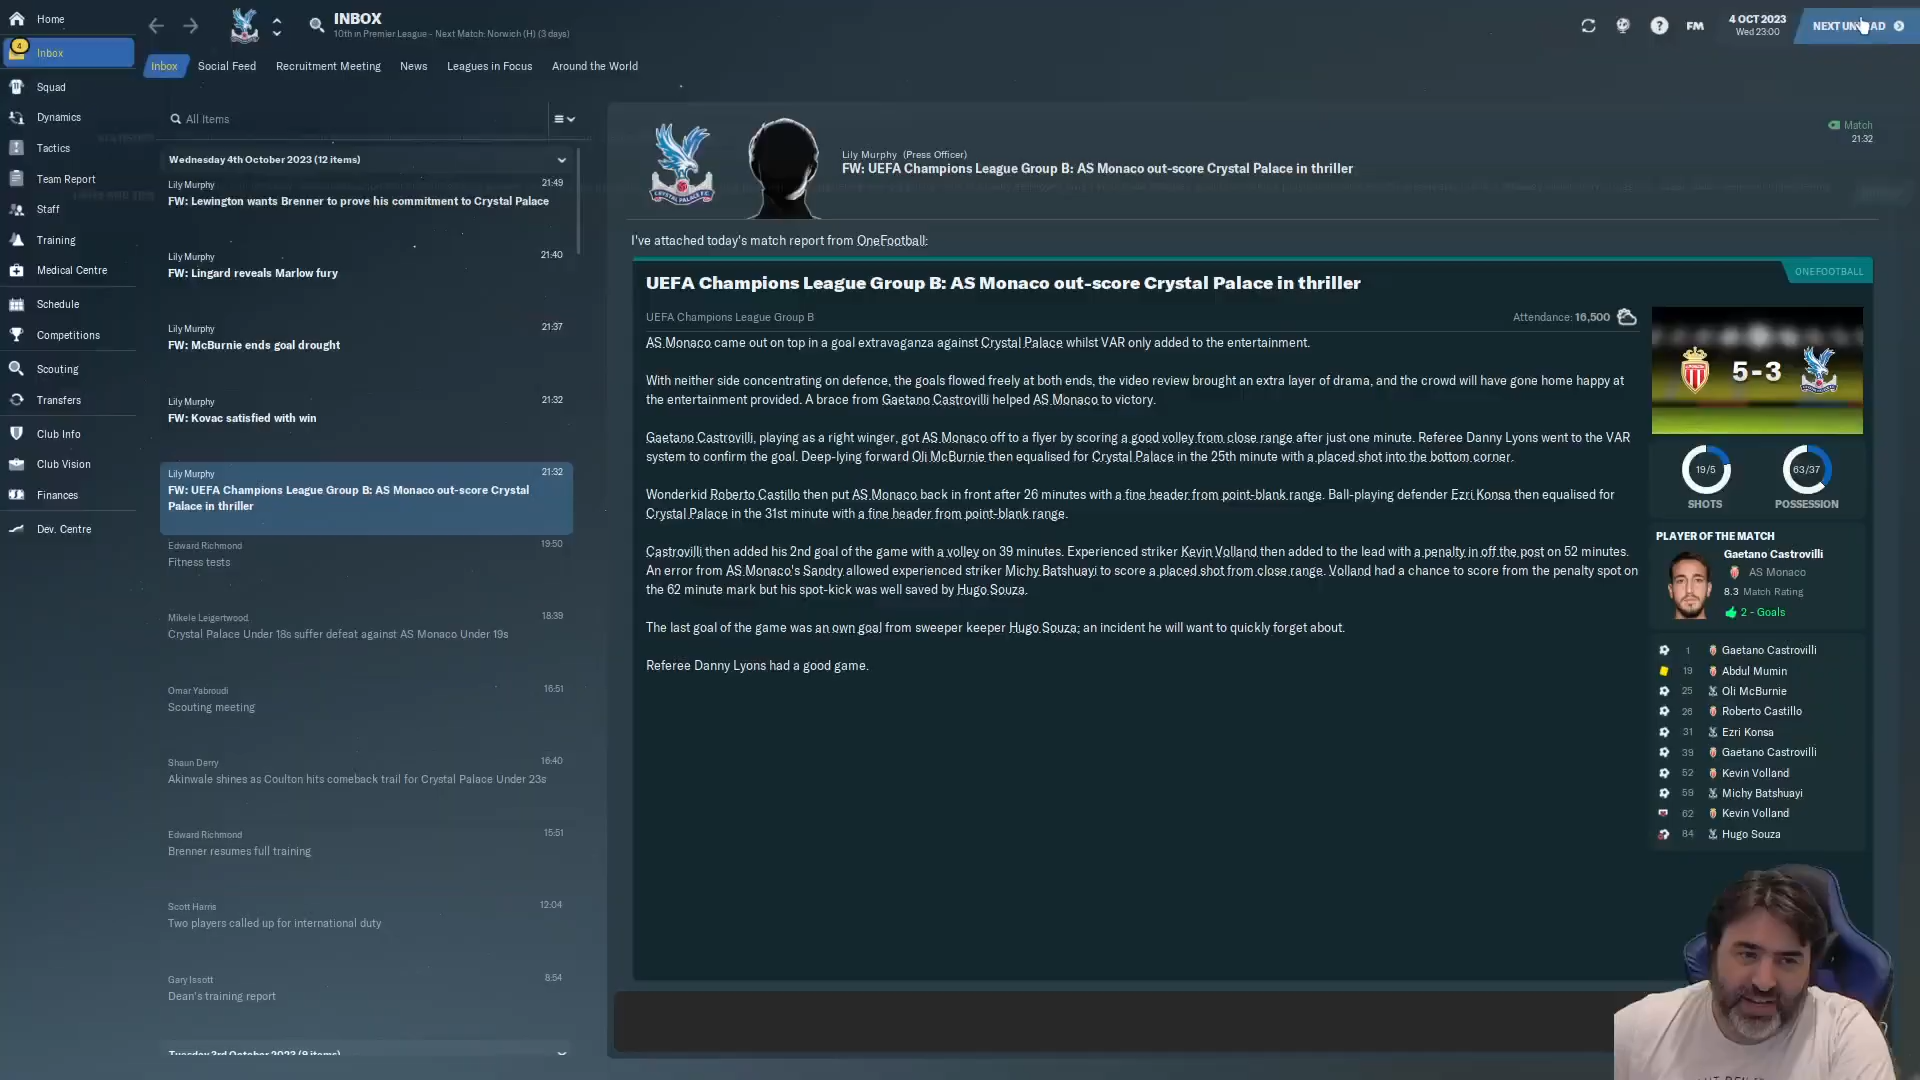 Home
4
Inbox
Squad
Dynamics
Tactics
Team Report
Staff
Training
Medical Centre
Schedule
Competitions
Scouting
Transfers
Club Info
Club Vision
Finances
Dev. Centre
INBOX
10th in Premier League - Next Match: Norwich (H) (3 days)
FM
4 OCT 2023
Wed 23:00
Inbox
Social Feed
Recruitment Meeting
News
Leagues in Focus
Around the World
All Items
Wednesday 4th October 2023 (12 items)
Lily Murphy 21:49
FW: Lewington wants Brenner to prove his commitment to Crystal Palace
Lily Murphy 21:40
FW: Lingard reveals Marlow fury
Lily Murphy 21:37
FW: McBurnie ends goal drought
Lily Murphy 21:32
FW: Kovac satisfied with win
Lily Murphy 21:32
FW: UEFA Champions League Group B: AS Monaco out-score Crystal
Palace in thriller
Edward Richmond 19:50
Fitness tests
Mikele Leigertwood 18:39
Crystal Palace Under 18s suffer defeat against AS Monaco Under 19s
Omar Yabroudi 16:51
Scouting meeting
Shaun Derry 16:40
Akinwale shines as Coulton hits comeback trail for Crystal Palace Under 23s
Edward Richmond 15:51
Brenner resumes full training
Scott Harris 12:04
Two players called up for international duty
Gary Issott 8:54
Dean's training report
Tuesday 3rd October 2023 (9 items)
Lily Murphy (Press Officer)
FW: UEFA Champions League Group B: AS Monaco out-score Crystal Palace in thriller
Match
21:32
I've attached today's match report from OneFootball:
ONEFOOTBALL
UEFA Champions League Group B: AS Monaco out-score Crystal Palace in thriller
UEFA Champions League Group B
Attendance: 16,500
AS Monaco came out on top in a goal extravaganza against Crystal Palace whilst VAR only added to the entertainment.
With neither side concentrating on defence, the goals flowed freely at both ends, the video review brought an extra layer of drama, and the crowd will have gone home happy at
the entertainment provided. A brace from Gaetano Castrovilli helped AS Monaco to victory.
Gaetano Castrovilli, playing as a right winger, got AS Monaco off to a flyer by scoring a good volley from close range after just one minute. Referee Danny Lyons went to the VAR
system to confirm the goal. Deep-lying forward Oli McBurnie then equalised for Crystal Palace in the 25th minute with a placed shot into the bottom corner.
Wonderkid Roberto Castillo then put AS Monaco back in front after 26 minutes with a fine header from point-blank range. Ball-playing defender Ezri Konsa then equalised for
Crystal Palace in the 31st minute with a fine header from point-blank range.
Castrovilli then added his 2nd goal of the game with a volley on 39 minutes. Experienced striker Kevin Volland then added to the lead with a penalty in off the post on 52 minutes.
An error from AS Monaco's Sandry allowed experienced striker Michy Batshuayi to score a placed shot from close range. Volland had a chance to score from the penalty spot on
the 62 minute mark but his spot-kick was well saved by Hugo Souza.
The last goal of the game was an own goal from sweeper keeper Hugo Souza; an incident he will want to quickly forget about.
Referee Danny Lyons had a good game.
5-3
19/5
63/37
SHOTS
POSSESSION
PLAYER OF THE MATCH
Gaetano Castrovilli
AS Monaco
8.3 Match Rating
2 - Goals
1 Gaetano Castrovilli
19 Abdul Mumin
25 Oli McBurnie
26 Roberto Castillo
31 Ezri Konsa
39 Gaetano Castrovilli
52 Kevin Volland
59 Michy Batshuayi
62 Kevin Volland
84 Hugo Souza